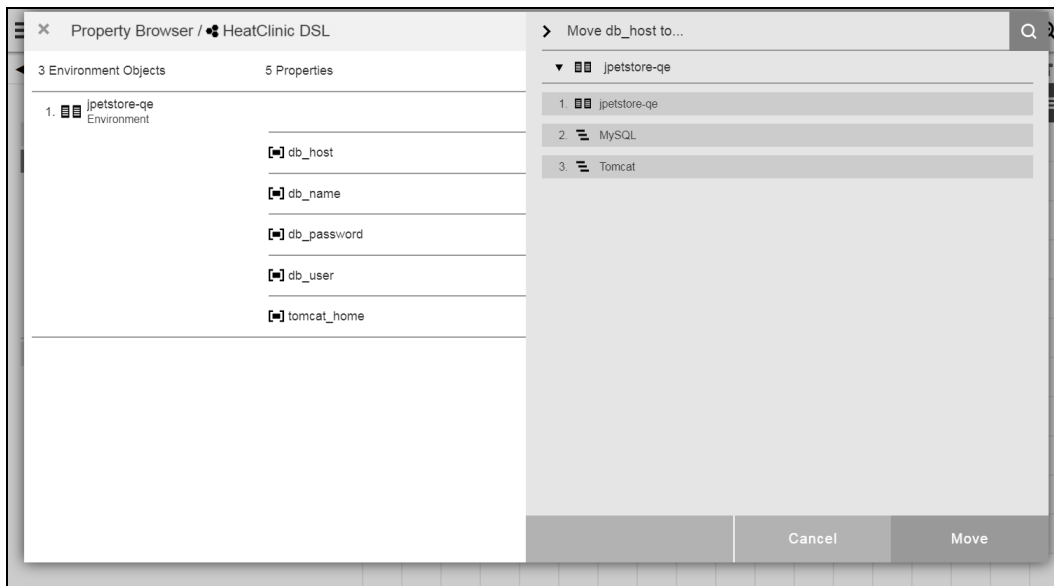 Property Browser / HeatClinic DSL
3 Environment Objects
5 Properties
1. jpetstore-qe
Environment
db_host
db_name
db_password
db_user
tomcat_home
Move db_host to...
jpetstore-qe
1. jpetstore-qe
2. MySQL
3. Tomcat
Cancel
Move